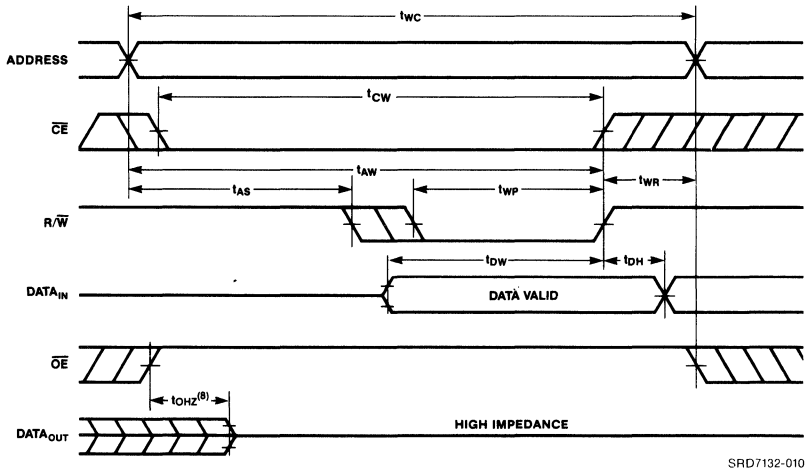 tWC
ADDRESS
tCW
CE
tAW
tAS
tWP
tWR
R/W
tDW
tDH
DATAIN
DATA VALID
OE
tOHZ(8)
DATAOUT
HIGH IMPEDANCE
SRD7132-010